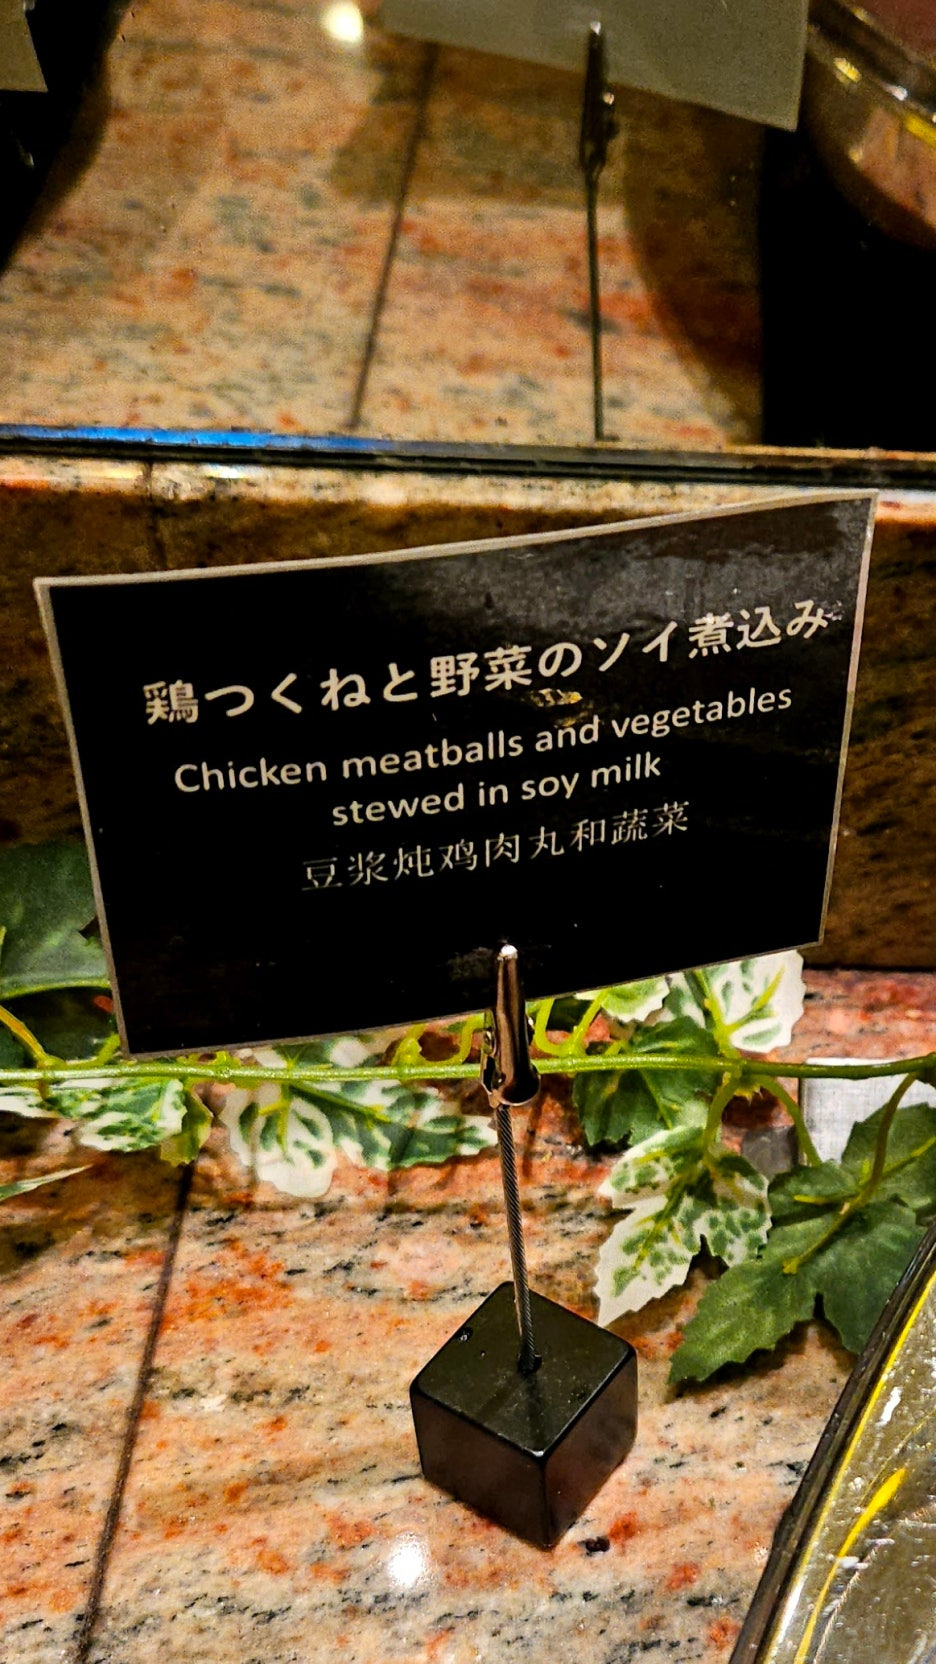 鶏つくねと野菜のソイ煮込み
Chicken meatballs and vegetables
stewed in soy milk
豆浆炖鸡肉丸和蔬菜